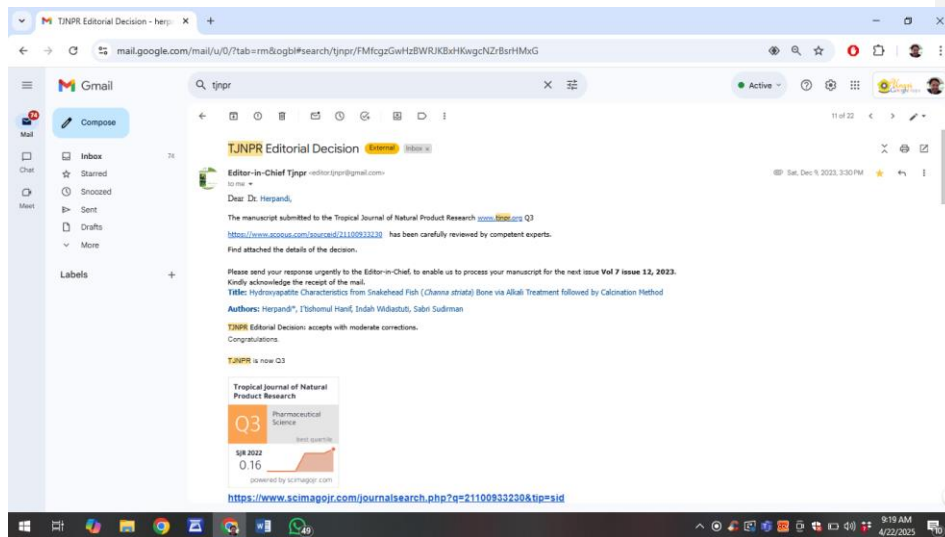 TJNPR Editorial Decision - herp
mail.google.com/mail/u/0/?tab=rm&ogbl#search/tjnpr/FMfcgzGwHzBWRJKBxHKwgcNZrBsrHMxG
Gmail
tjnpr
Active
74
Mail
Chat
Meet
Compose
Inbox 74
Starred
Snoozed
Sent
Drafts
More
Labels
11 of 22
TJNPR Editorial Decision External Inbox x
Editor-in-Chief Tjnpr <editor.tjnpr@gmail.com>
Sat, Dec 9, 2023, 3:30 PM
to me
Dear Dr. Herpandi,
The manuscript submitted to the Tropical Journal of Natural Product Research www.tjnpr.org Q3
https://www.scopus.com/sourceid/21100933230 has been carefully reviewed by competent experts.
Find attached the details of the decision.
Please send your response urgently to the Editor-in-Chief, to enable us to process your manuscript for the next issue Vol 7 issue 12, 2023.
Kindly acknowledge the receipt of the mail.
Title: Hydroxyapatite Characteristics from Snakehead Fish (Channa striata) Bone via Alkali Treatment followed by Calcination Method
Authors: Herpandi*, I'tishomul Hanif, Indah Widiastuti, Sabri Sudirman
TJNPR Editorial Decision: accepts with moderate corrections.
Congratulations.
TJNPR is now Q3
Tropical Journal of Natural
Product Research
Q3
Pharmaceutical
Science
best quartile
SJR 2022
0.16
powered by scimagojr.com
https://www.scimagojr.com/journalsearch.php?q=21100933230&tip=sid
49
9:19 AM
4/22/2025